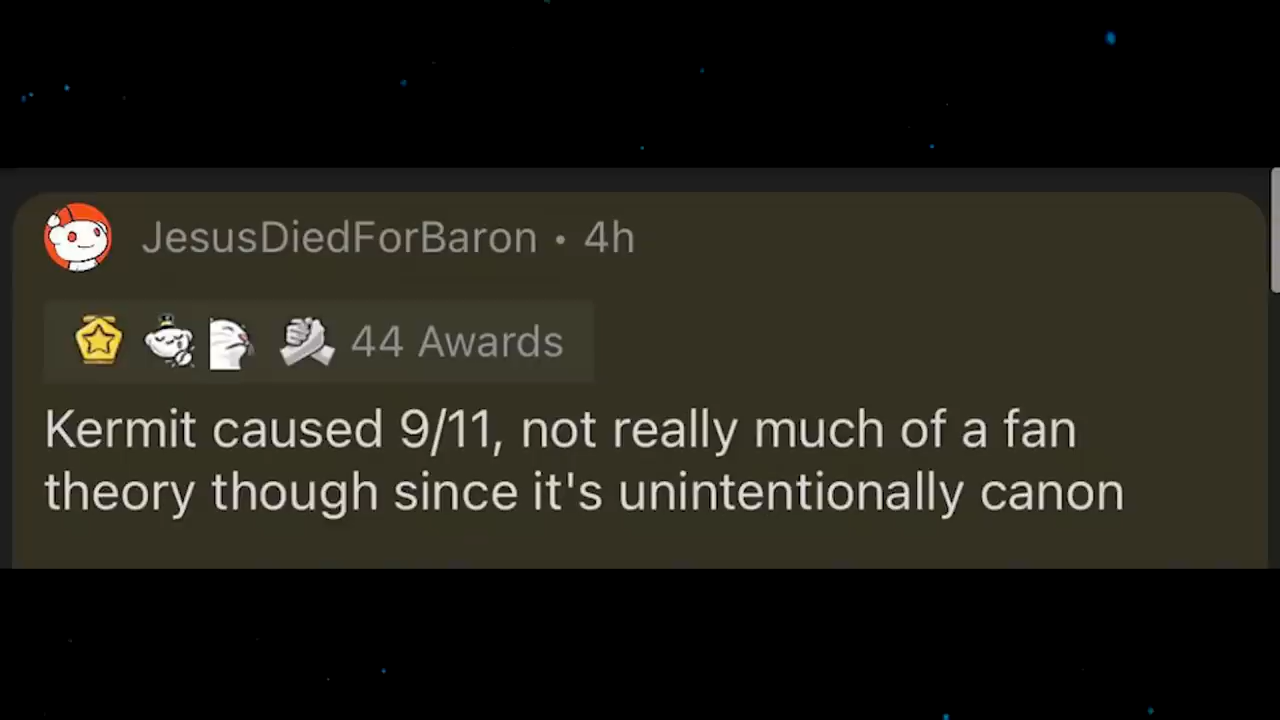 JesusDiedForBaron • 4h
44 Awards
Kermit caused 9/11, not really much of a fan
theory though since it's unintentionally canon